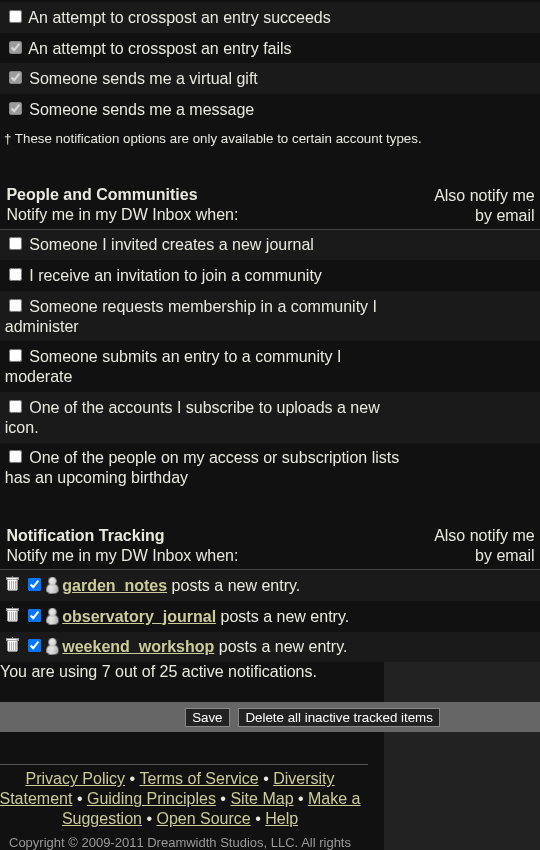 An attempt to crosspost an entry succeeds
An attempt to crosspost an entry fails
Someone sends me a virtual gift
Someone sends me a message
† These notification options are only available to certain account types.
People and Communities
Notify me in my DW Inbox when:
Also notify me
by email
Someone I invited creates a new journal
I receive an invitation to join a community
Someone requests membership in a community I
administer
Someone submits an entry to a community I
moderate
One of the accounts I subscribe to uploads a new
icon.
One of the people on my access or subscription lists
has an upcoming birthday
Notification Tracking
Notify me in my DW Inbox when:
Also notify me
by email
garden_notes posts a new entry.
observatory_journal posts a new entry.
weekend_workshop posts a new entry.
You are using 7 out of 25 active notifications.
Save Delete all inactive tracked items
Privacy Policy • Terms of Service • Diversity
Statement • Guiding Principles • Site Map • Make a
Suggestion • Open Source • Help
Copyright © 2009-2011 Dreamwidth Studios, LLC. All rights